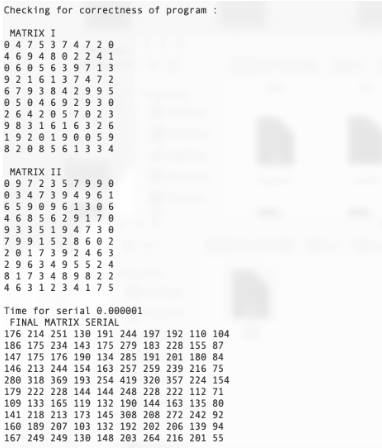 Checking for correctness of program :
MATRIX I
0 4 7 5 3 7 4 7 2 0
4 6 9 4 8 0 2 2 4 1
0 6 0 5 6 3 9 7 1 3
9 2 1 6 1 3 7 4 7 2
6 7 9 3 8 4 2 9 9 5
0 5 0 4 6 9 2 9 3 0
2 6 4 2 0 5 7 0 2 3
9 8 3 1 6 1 6 3 2 6
1 9 2 0 1 9 0 0 5 9
8 2 0 8 5 6 1 3 3 4
MATRIX II
0 9 7 2 3 5 7 9 9 0
0 3 4 7 3 9 4 9 6 1
6 5 9 0 9 6 1 3 0 6
4 6 8 5 6 2 9 1 7 0
9 3 3 5 1 9 4 7 3 0
7 9 9 1 5 2 8 6 0 2
2 0 1 7 3 9 2 4 6 3
2 9 6 3 4 9 5 5 2 4
8 1 7 3 4 8 9 8 2 2
4 6 3 1 2 3 4 1 7 5
Time for serial 0.000001
FINAL MATRIX SERIAL
176 214 251 130 191 244 197 192 110 104
186 175 234 143 175 279 183 228 155 87
147 175 176 190 134 285 191 201 180 84
146 213 244 154 163 257 259 239 216 75
280 318 369 193 254 419 320 357 224 154
179 222 228 144 144 248 228 222 112 71
109 133 165 119 132 190 144 163 135 80
141 218 213 173 145 308 208 272 242 92
160 189 207 103 132 192 202 206 139 94
167 249 249 130 148 203 264 216 201 55